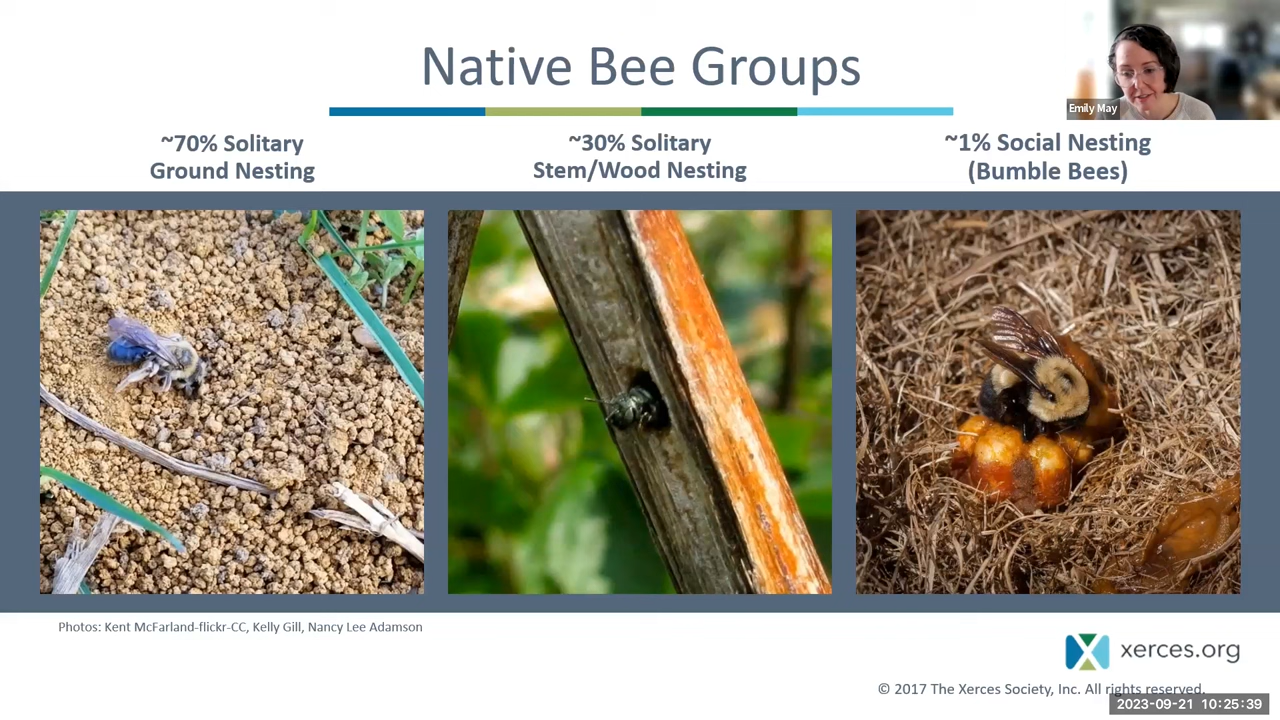 Native Bee Groups
Emily May
~70% Solitary
Ground Nesting
~30% Solitary
Stem/Wood Nesting
~1% Social Nesting
(Bumble Bees)
Photos: Kent McFarland-flickr-CC, Kelly Gill, Nancy Lee Adamson
xerces.org
© 2017 The Xerces Society, Inc. All rights reserved.
2023-09-21 10:25:39